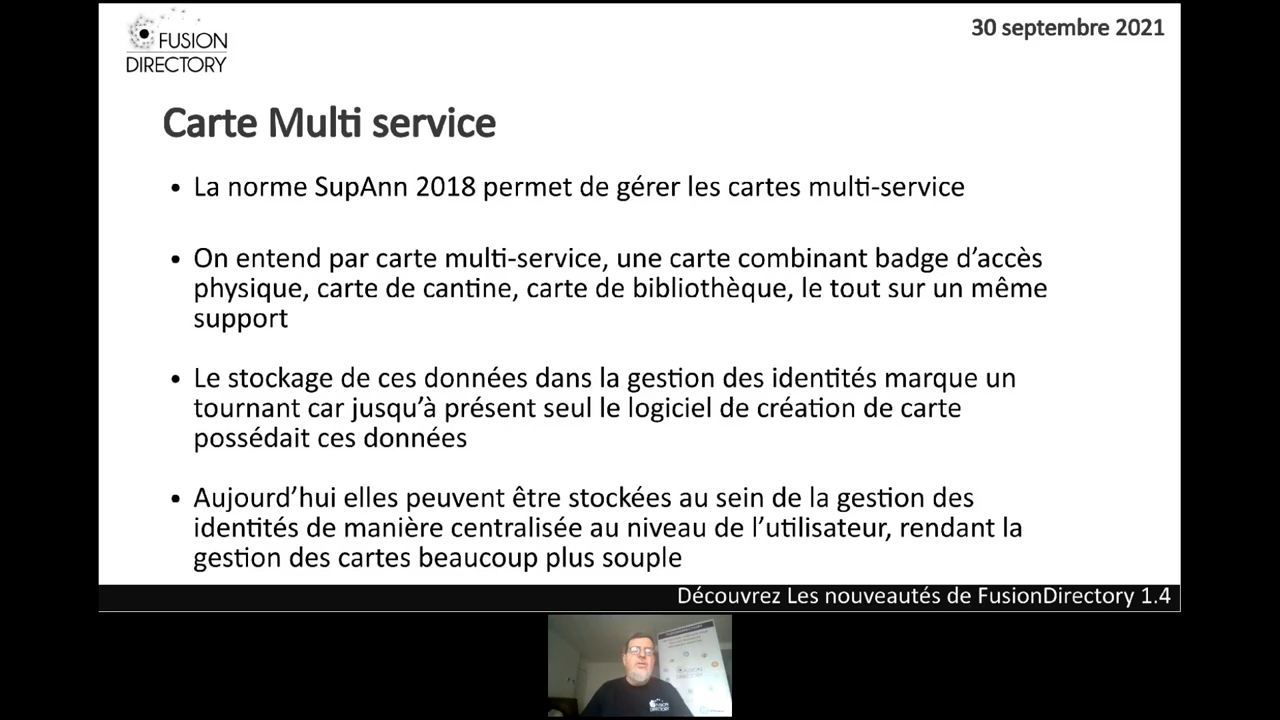 FUSION
DIRECTORY
30 septembre 2021
Carte Multi service
• La norme SupAnn 2018 permet de gérer les cartes multi-service
• On entend par carte multi-service, une carte combinant badge d’accès
physique, carte de cantine, carte de bibliothèque, le tout sur un même
support
• Le stockage de ces données dans la gestion des identités marque un
tournant car jusqu’à présent seul le logiciel de création de carte
possédait ces données
• Aujourd’hui elles peuvent être stockées au sein de la gestion des
identités de manière centralisée au niveau de l’utilisateur, rendant la
gestion des cartes beaucoup plus souple
Découvrez Les nouveautés de FusionDirectory 1.4
FUSION
DIRECTORY
FUSION
DIRECTORY